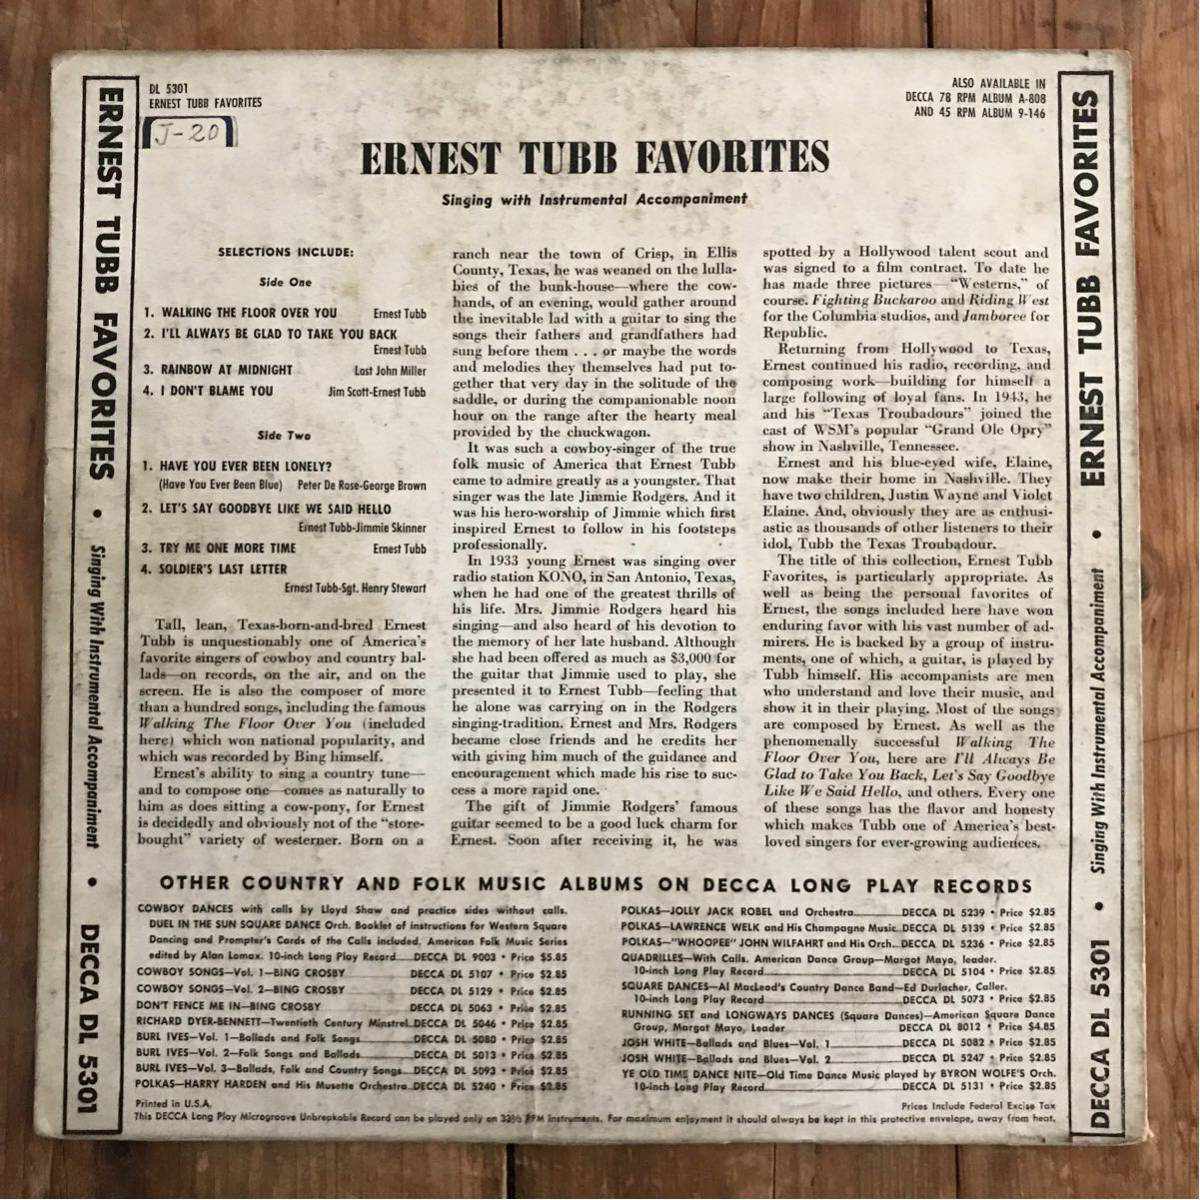 DL 5301
ERNEST TUBB FAVORITES
J-20
ALSO AVAILABLE IN
DECCA 78 RPM ALBUM A-808
AND 45 RPM ALBUM 9-146
ERNEST TUBB FAVORITES
Singing with Instrumental Accompaniment
ERNEST TUBB FAVORITES • Singing With Instrumental Accompaniment • DECCA DL 5301
SELECTIONS INCLUDE:
Side One
1. WALKING THE FLOOR OVER YOU Ernest Tubb
2. I'LL ALWAYS BE GLAD TO TAKE YOU BACK
Ernest Tubb
3. RAINBOW AT MIDNIGHT Lost John Miller
4. I DON'T BLAME YOU Jim Scott-Ernest Tubb
Side Two
1. HAVE YOU EVER BEEN LONELY?
(Have You Ever Been Blue) Peter De Rose-George Brown
2. LET'S SAY GOODBYE LIKE WE SAID HELLO
Ernest Tubb-Jimmie Skinner
3. TRY ME ONE MORE TIME Ernest Tubb
4. SOLDIER'S LAST LETTER
Ernest Tubb-Sgt. Henry Stewart
Tall, lean, Texas-born-and-bred Ernest
Tubb is unquestionably one of America's
favorite singers of cowboy and country bal-
lads—on records, on the air, and on the
screen. He is also the composer of more
than a hundred songs, including the famous
Walking The Floor Over You (included
here) which won national popularity, and
which was recorded by Bing himself.
Ernest's ability to sing a country tune—
and to compose one—comes as naturally to
him as does sitting a cow-pony, for Ernest
is decidedly and obviously not of the "store-
bought" variety of westerner. Born on a
ranch near the town of Crisp, in Ellis
County, Texas, he was weaned on the lulla-
bies of the bunk-house—where the cow-
hands, of an evening, would gather around
the inevitable lad with a guitar to sing the
songs their fathers and grandfathers had
sung before them . . . or maybe the words
and melodies they themselves had put to-
gether that very day in the solitude of the
saddle, or during the companionable noon
hour on the range after the hearty meal
provided by the chuckwagon.
It was such a cowboy-singer of the true
folk music of America that Ernest Tubb
came to admire greatly as a youngster. That
singer was the late Jimmie Rodgers. And it
was his hero-worship of Jimmie which first
inspired Ernest to follow in his footsteps
professionally.
In 1933 young Ernest was singing over
radio station KONO, in San Antonio, Texas,
when he had one of the greatest thrills of
his life. Mrs. Jimmie Rodgers heard his
singing—and also heard of his devotion to
the memory of her late husband. Although
she had been offered as much as $3,000 for
the guitar that Jimmie used to play, she
presented it to Ernest Tubb—feeling that
he alone was carrying on in the Rodgers
singing-tradition. Ernest and Mrs. Rodgers
became close friends and he credits her
with giving him much of the guidance and
encouragement which made his rise to suc-
cess a more rapid one.
The gift of Jimmie Rodgers' famous
guitar seemed to be a good luck charm for
Ernest. Soon after receiving it, he was
spotted by a Hollywood talent scout and
was signed to a film contract. To date he
has made three pictures—"Westerns," of
course. Fighting Buckaroo and Riding West
for the Columbia studios, and Jamboree for
Republic.
Returning from Hollywood to Texas,
Ernest continued his radio, recording, and
composing work—building for himself a
large following of loyal fans. In 1943, he
and his "Texas Troubadours" joined the
cast of WSM's popular "Grand Ole Opry"
show in Nashville, Tennessee.
Ernest and his blue-eyed wife, Elaine,
now make their home in Nashville. They
have two children, Justin Wayne and Violet
Elaine. And, obviously they are as enthusi-
astic as thousands of other listeners to their
idol, Tubb the Texas Troubadour.
The title of this collection, Ernest Tubb
Favorites, is particularly appropriate. As
well as being the personal favorites of
Ernest, the songs included here have won
enduring favor with his vast number of ad-
mirers. He is backed by a group of instru-
ments, one of which, a guitar, is played by
Tubb himself. His accompanists are men
who understand and love their music, and
show it in their playing. Most of the songs
are composed by Ernest. As well as the
phenomenally successful Walking The
Floor Over You, here are I'll Always Be
Glad to Take You Back, Let's Say Goodbye
Like We Said Hello, and others. Every one
of these songs has the flavor and honesty
which makes Tubb one of America's best-
loved singers for ever-growing audiences.
ERNEST TUBB FAVORITES • Singing With Instrumental Accompaniment • DECCA DL 5301
OTHER COUNTRY AND FOLK MUSIC ALBUMS ON DECCA LONG PLAY RECORDS
COWBOY DANCES with calls by Lloyd Shaw and practice sides without calls.
DUEL IN THE SUN SQUARE DANCE Orch. Booklet of instructions for Western Square
Dancing and Prompter's Cards of the Calls included. American Folk Music Series
edited by Alan Lomax. 10-inch Long Play Record DECCA DL 9003 • Price $5.85
COWBOY SONGS—Vol. 1—BING CROSBY DECCA DL 5107 • Price $2.85
COWBOY SONGS—Vol. 2—BING CROSBY DECCA DL 5129 • Price $2.85
DON'T FENCE ME IN—BING CROSBY DECCA DL 5063 • Price $2.85
RICHARD DYER-BENNETT—Twentieth Century Minstrel DECCA DL 5046 • Price $2.85
BURL IVES—Vol. 1—Ballads and Folk Songs DECCA DL 5080 • Price $2.85
BURL IVES—Vol. 2—Folk Songs and Ballads DECCA DL 5013 • Price $2.85
BURL IVES—Vol. 3—Ballads, Folk and Country Songs DECCA DL 5093 • Price $2.85
POLKAS—HARRY HARDEN and His Musette Orchestra DECCA DL 5240 • Price $2.85
POLKAS—JOLLY JACK ROBEL and Orchestra DECCA DL 5239 • Price $2.85
POLKAS—LAWRENCE WELK and His Champagne Music DECCA DL 5139 • Price $2.85
POLKAS—"WHOOPEE" JOHN WILFAHRT and His Orch. DECCA DL 5236 • Price $2.85
QUADRILLES—With Calls. American Dance Group—Margot Mayo, leader.
10-inch Long Play Record DECCA DL 5104 • Price $2.85
SQUARE DANCES—Al MacLeod's Country Dance Band—Ed Durlacher, Caller.
10-inch Long Play Record DECCA DL 5073 • Price $2.85
RUNNING SET and LONGWAYS DANCES (Square Dances)—American Square Dance
Group, Margot Mayo, Leader DECCA DL 8012 • Price $4.85
JOSH WHITE—Ballads and Blues—Vol. 1 DECCA DL 5082 • Price $2.85
JOSH WHITE—Ballads and Blues—Vol. 2 DECCA DL 5247 • Price $2.85
YE OLD TIME DANCE NITE—Old Time Dance Music played by BYRON WOLFE'S Orch.
10-inch Long Play Record DECCA DL 5131 • Price $2.85
Printed in U.S.A.
Prices Include Federal Excise Tax
This DECCA Long Play Microgroove Unbreakable Record can be played only on 33⅓ RPM instruments. For maximum enjoyment it should always be kept in this protective envelope, away from heat.